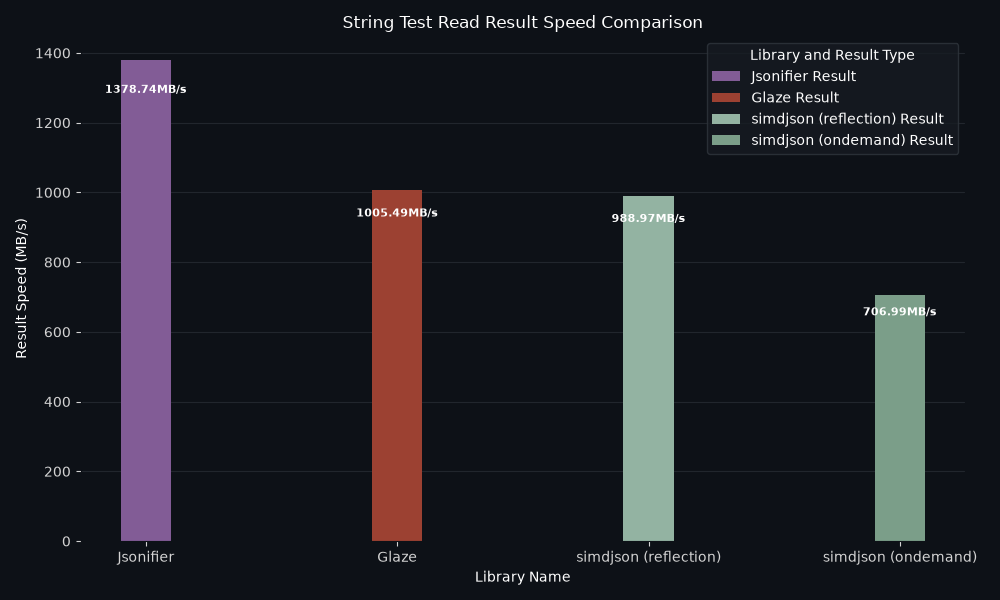 String Test Read Result Speed Comparison
Library and Result Type
Jsonifier Result
Glaze Result
simdjson (reflection) Result
simdjson (ondemand) Result
Result Speed (MB/s)
1400
1200
1000
800
600
400
200
0
1378.74MB/s
1005.49MB/s
988.97MB/s
706.99MB/s
Jsonifier
Glaze
simdjson (reflection)
simdjson (ondemand)
Library Name